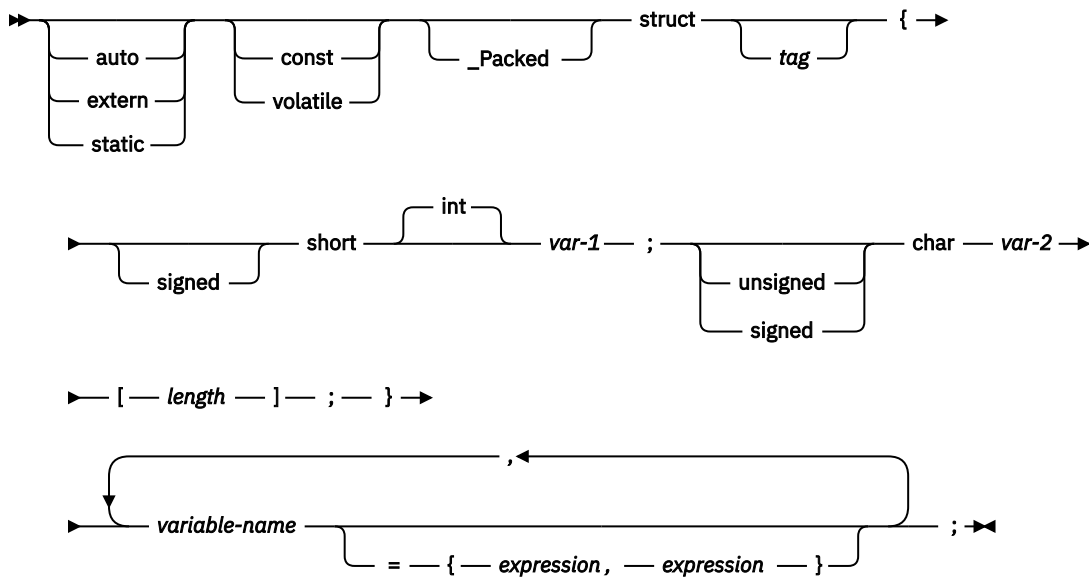 struct {
auto const _Packed tag
extern volatile
static
int
short var-1 ; char var-2
signed unsigned
signed
[ length ] ; }
,
variable-name ;
= { expression , expression }